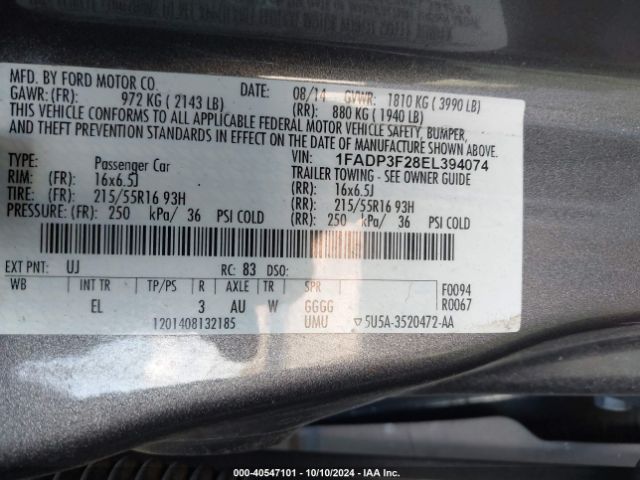 MFD. BY FORD MOTOR CO.
DATE: 08/14 GVWR: 1810 KG ( 3990 LB)
GAWR: (FR): 972 KG ( 2143 LB) (RR): 880 KG ( 1940 LB)
THIS VEHICLE CONFORMS TO ALL APPLICABLE FEDERAL MOTOR VEHICLE SAFETY, BUMPER,
AND THEFT PREVENTION STANDARDS IN EFFECT ON THE DATE OF MANUFACTURE SHOWN ABOVE.
VIN: 1FADP3F28EL394074
TYPE: Passenger Car TRAILER TOWING - SEE OWNER GUIDE
RIM: (FR): 16x6.5J (RR): 16x6.5J
TIRE: (FR): 215/55R16 93H (RR): 215/55R16 93H
PRESSURE: (FR): 250 kPa/ 36 PSI COLD (RR): 250 kPa/ 36 PSI COLD
EXT PNT: UJ RC: 83 DSO:
WB INT TR TP/PS R AXLE TR SPR F0094
EL 3 AU W GGGG R0067
1201408132185 UMU ▽5U5A-3520472-AA
000-40547101 - 10/10/2024 - IAAI.com